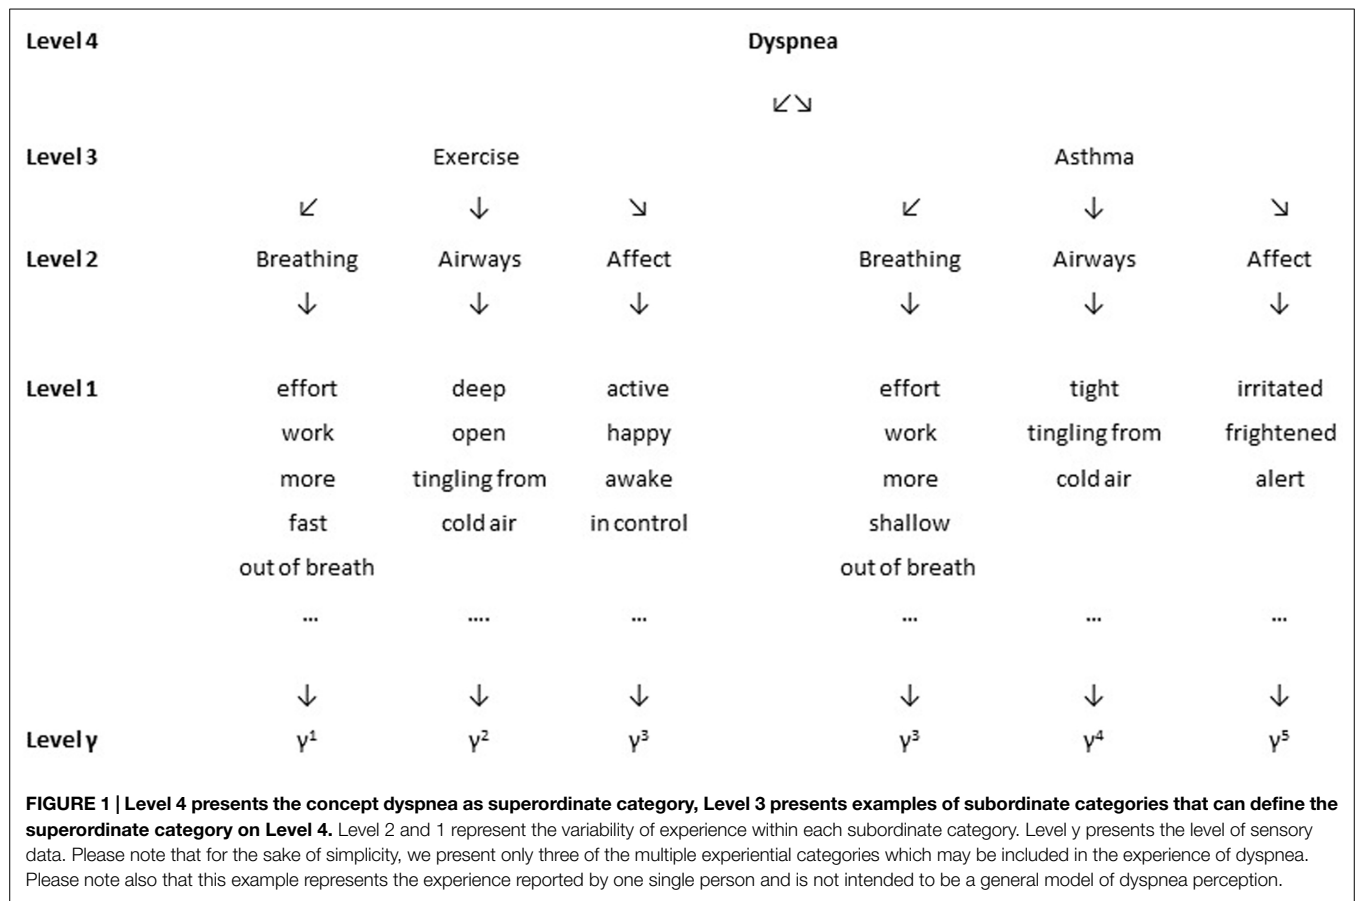 Level 4 Dyspnea
↙↘
Level 3 Exercise Asthma
↙ ↓ ↘ ↙ ↓ ↘
Level 2 Breathing Airways Affect Breathing Airways Affect
↓ ↓ ↓ ↓ ↓ ↓
Level 1 effort deep active effort tight irritated
work open happy work tingling from frightened
more tingling from awake more cold air alert
fast cold air in control shallow
out of breath out of breath
... .... ... ... ... ...
↓ ↓ ↓ ↓ ↓ ↓
Level γ γ¹ γ² γ³ γ³ γ⁴ γ⁵
FIGURE 1 | Level 4 presents the concept dyspnea as superordinate category, Level 3 presents examples of subordinate categories that can define the
superordinate category on Level 4. Level 2 and 1 represent the variability of experience within each subordinate category. Level y presents the level of sensory
data. Please note that for the sake of simplicity, we present only three of the multiple experiential categories which may be included in the experience of dyspnea.
Please note also that this example represents the experience reported by one single person and is not intended to be a general model of dyspnea perception.